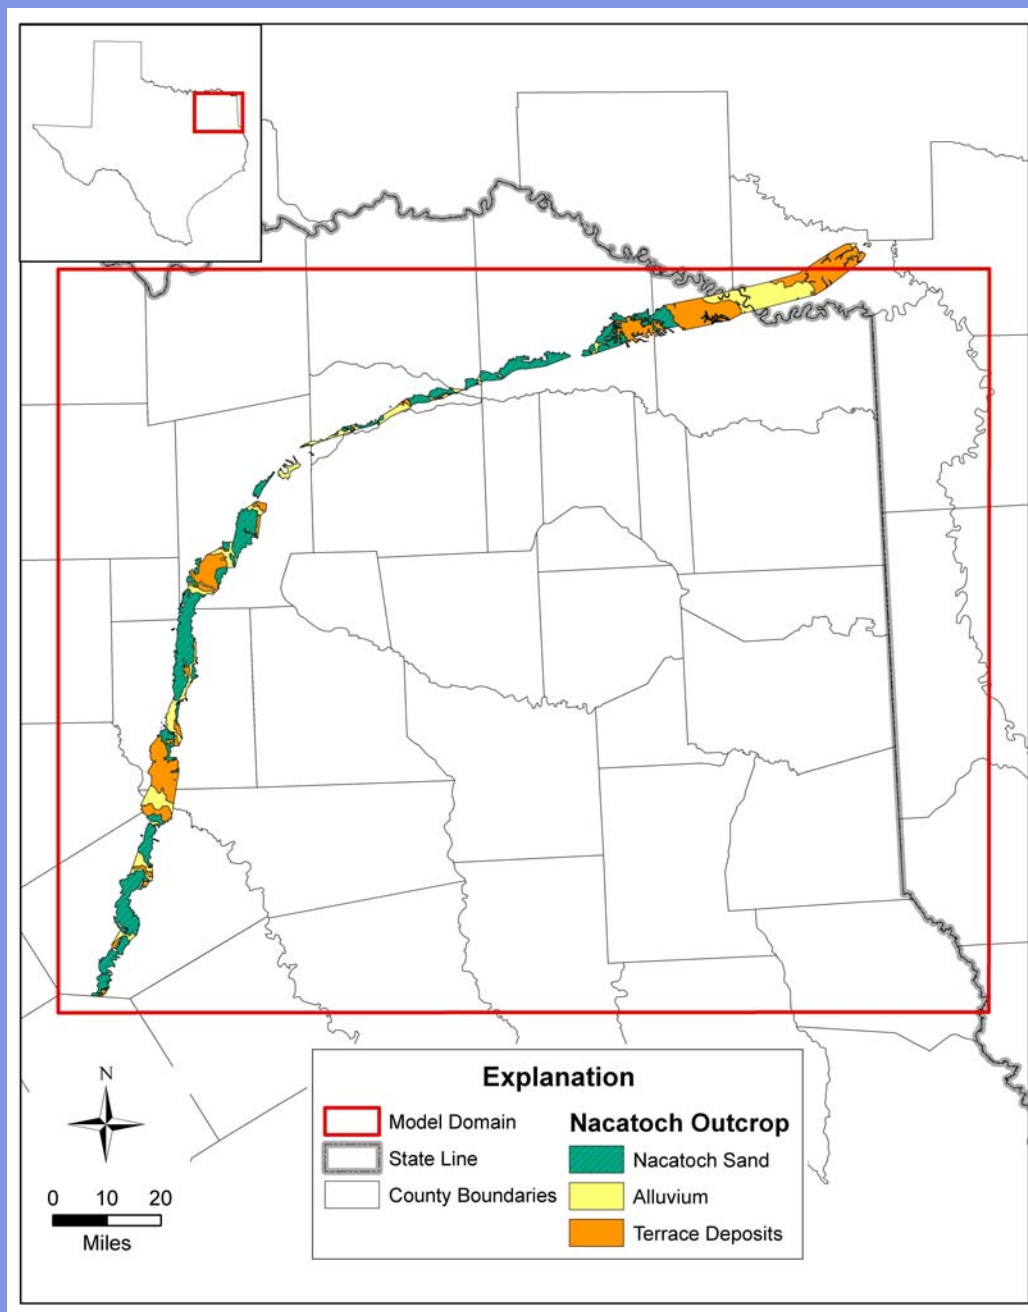 N
0 10 20
Miles
Explanation
Model Domain
State Line
County Boundaries
Nacatoch Outcrop
Nacatoch Sand
Alluvium
Terrace Deposits